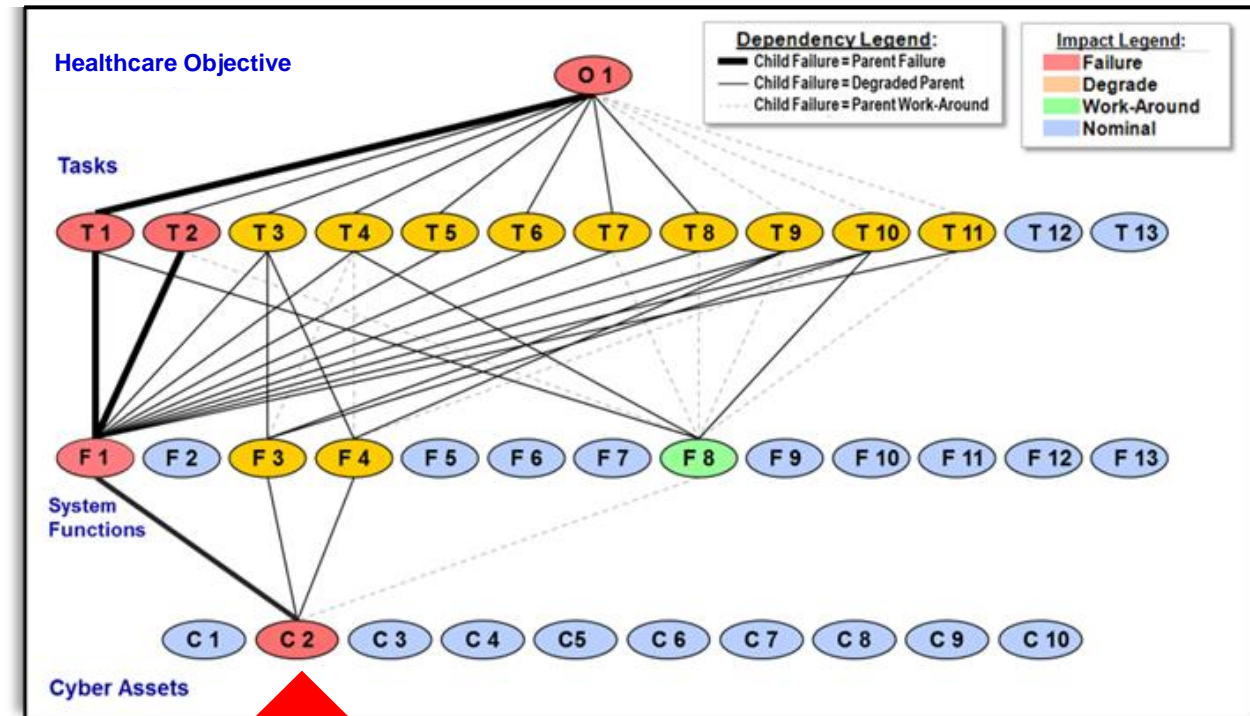 Healthcare Objective
O 1
Dependency Legend:
Child Failure = Parent Failure
Child Failure = Degraded Parent
Child Failure = Parent Work-Around
Impact Legend:
Failure
Degrade
Work-Around
Nominal
Tasks
T 1 T 2 T 3 T 4 T 5 T 6 T 7 T 8 T 9 T 10 T 11 T 12 T 13
F 1 F 2 F 3 F 4 F 5 F 6 F 7 F 8 F 9 F 10 F 11 F 12 F 13
System
Functions
C 1 C 2 C 3 C 4 C5 C 6 C 7 C 8 C 9 C 10
Cyber Assets